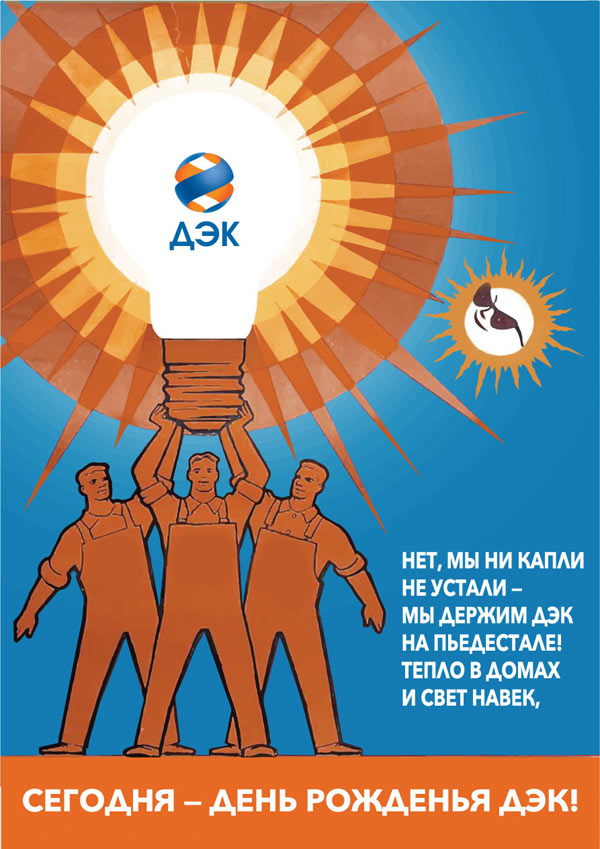 ДЭК
НЕТ, МЫ НИ КАПЛИ
НЕ УСТАЛИ –
МЫ ДЕРЖИМ ДЭК
НА ПЬЕДЕСТАЛЕ!
ТЕПЛО В ДОМАХ
И СВЕТ НАВЕК,
СЕГОДНЯ – ДЕНЬ РОЖДЕНЬЯ ДЭК!